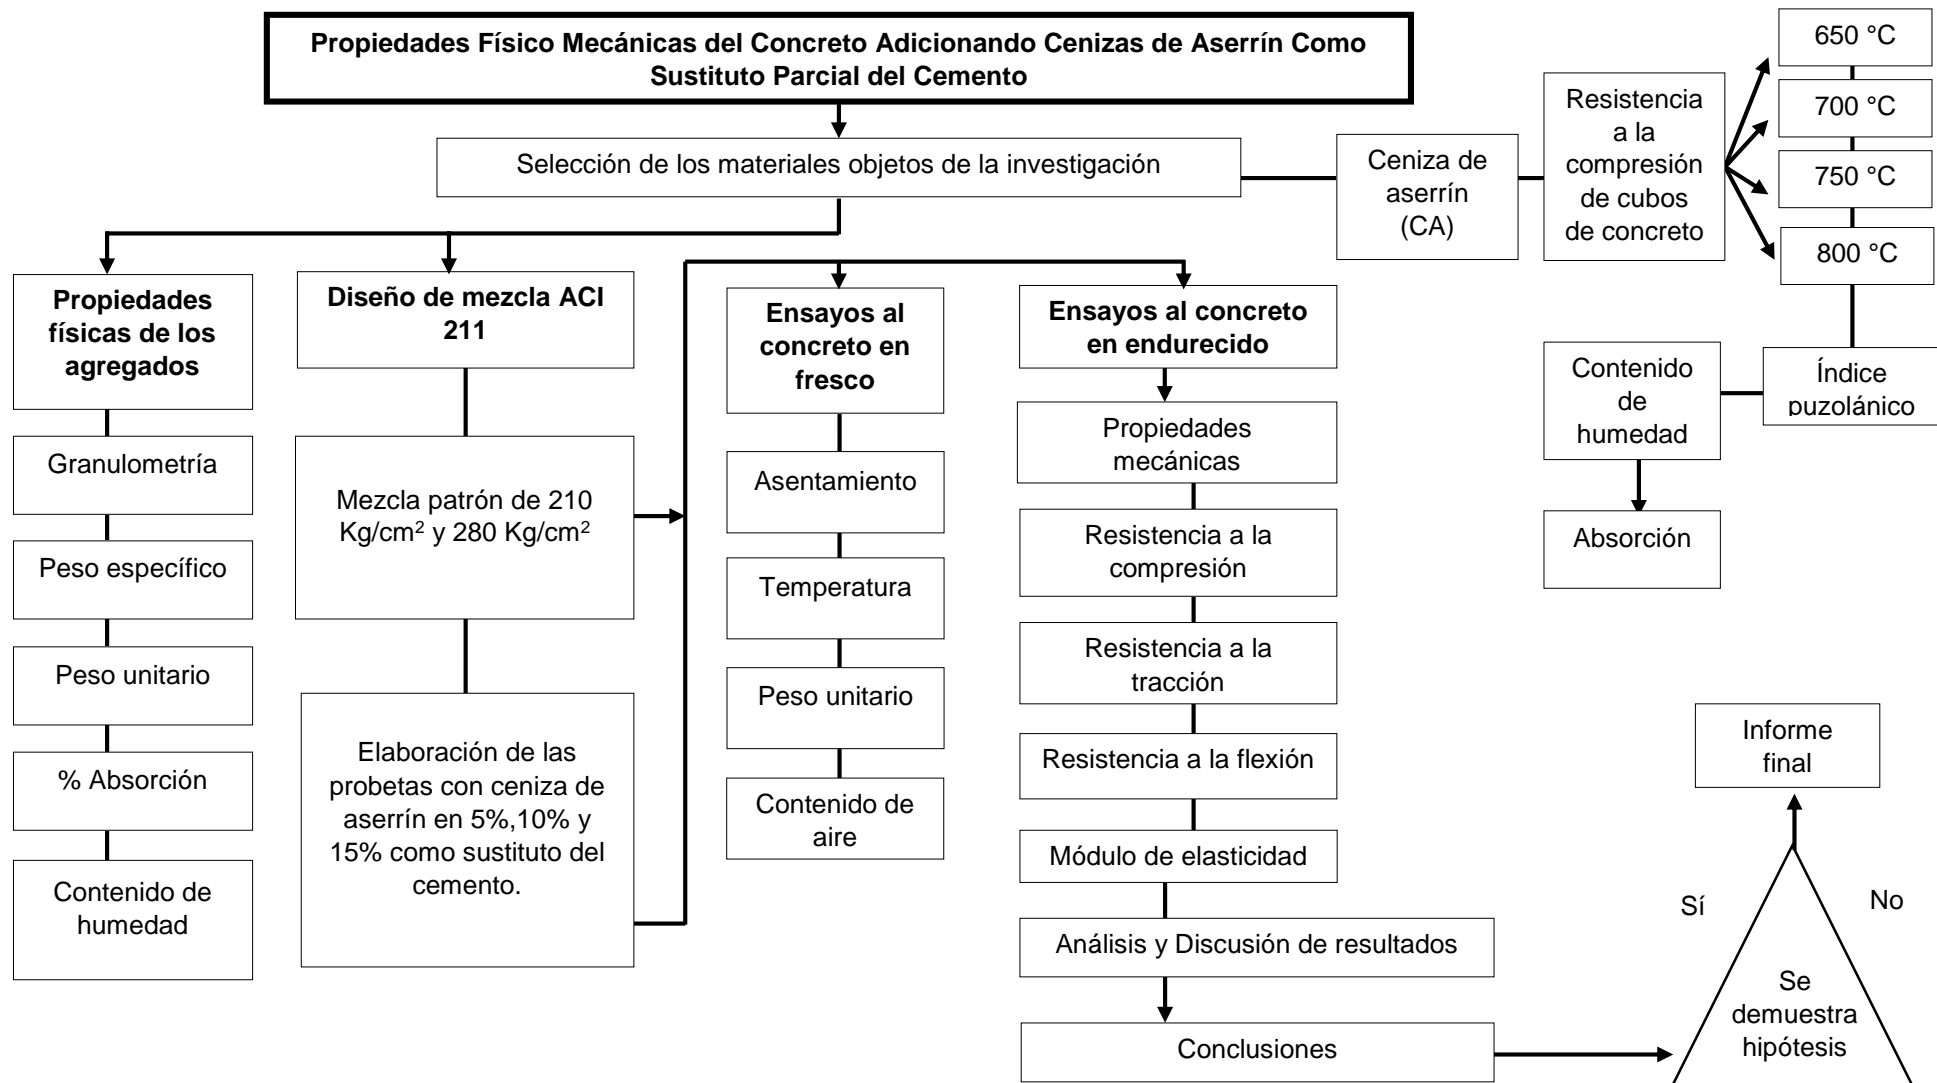 Propiedades Físico Mecánicas del Concreto Adicionando Cenizas de Aserrín Como
Sustituto Parcial del Cemento
Selección de los materiales objetos de la investigación
Ceniza de
aserrín
(CA)
Resistencia
a la
compresión
de cubos
de concreto
650 °C
700 °C
750 °C
800 °C
Índice
puzolánico
Contenido
de
humedad
Absorción
Propiedades
físicas de los
agregados
Granulometría
Peso específico
Peso unitario
% Absorción
Contenido de
humedad
Diseño de mezcla ACI
211
Mezcla patrón de 210
Kg/cm² y 280 Kg/cm²
Elaboración de las
probetas con ceniza de
aserrín en 5%,10% y
15% como sustituto del
cemento.
Ensayos al
concreto en
fresco
Asentamiento
Temperatura
Peso unitario
Contenido de
aire
Ensayos al concreto
en endurecido
Propiedades
mecánicas
Resistencia a la
compresión
Resistencia a la
tracción
Resistencia a la flexión
Módulo de elasticidad
Análisis y Discusión de resultados
Conclusiones
Informe
final
Sí
No
Se
demuestra
hipótesis